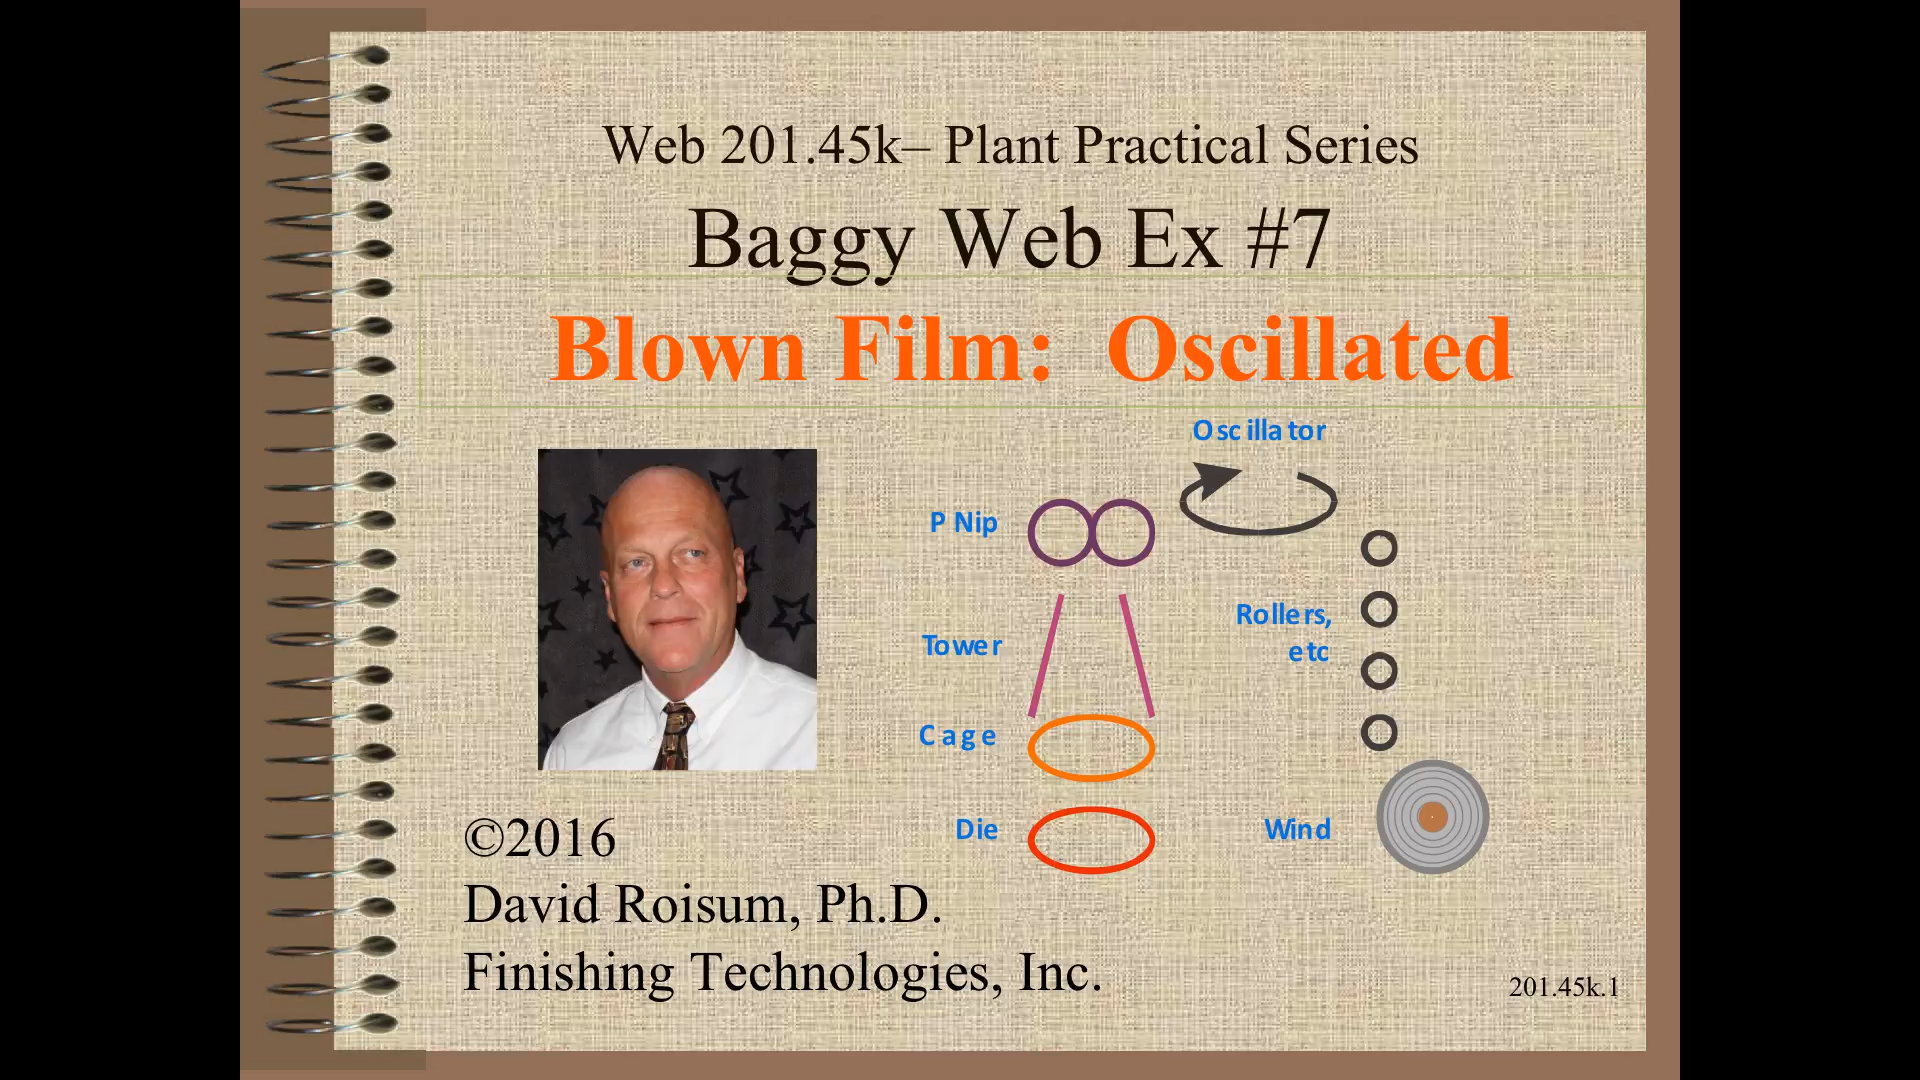 Web 201.45k– Plant Practical Series
Baggy Web Ex #7
Blown Film: Oscillated
Oscillator
P Nip
Rollers,
etc
Tower
Cage
Die
Wind
©2016
David Roisum, Ph.D.
Finishing Technologies, Inc.
201.45k.1